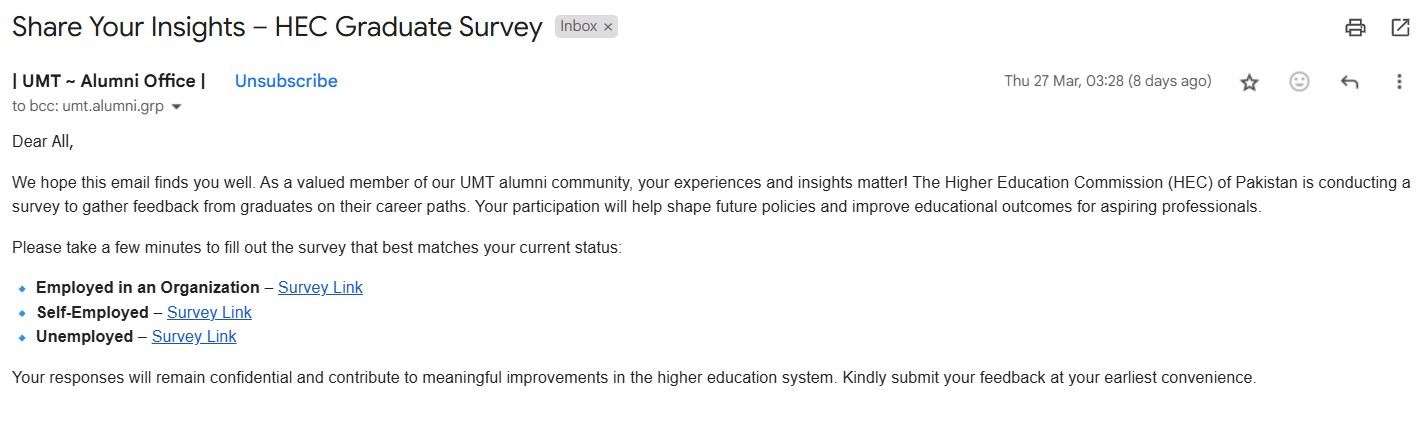 Share Your Insights – HEC Graduate Survey Inbox ×
| UMT ~ Alumni Office | Unsubscribe Thu 27 Mar, 03:28 (8 days ago)
to bcc: umt.alumni.grp
Dear All,
We hope this email finds you well. As a valued member of our UMT alumni community, your experiences and insights matter! The Higher Education Commission (HEC) of Pakistan is conducting a
survey to gather feedback from graduates on their career paths. Your participation will help shape future policies and improve educational outcomes for aspiring professionals.
Please take a few minutes to fill out the survey that best matches your current status:
Employed in an Organization – Survey Link
Self-Employed – Survey Link
Unemployed – Survey Link
Your responses will remain confidential and contribute to meaningful improvements in the higher education system. Kindly submit your feedback at your earliest convenience.